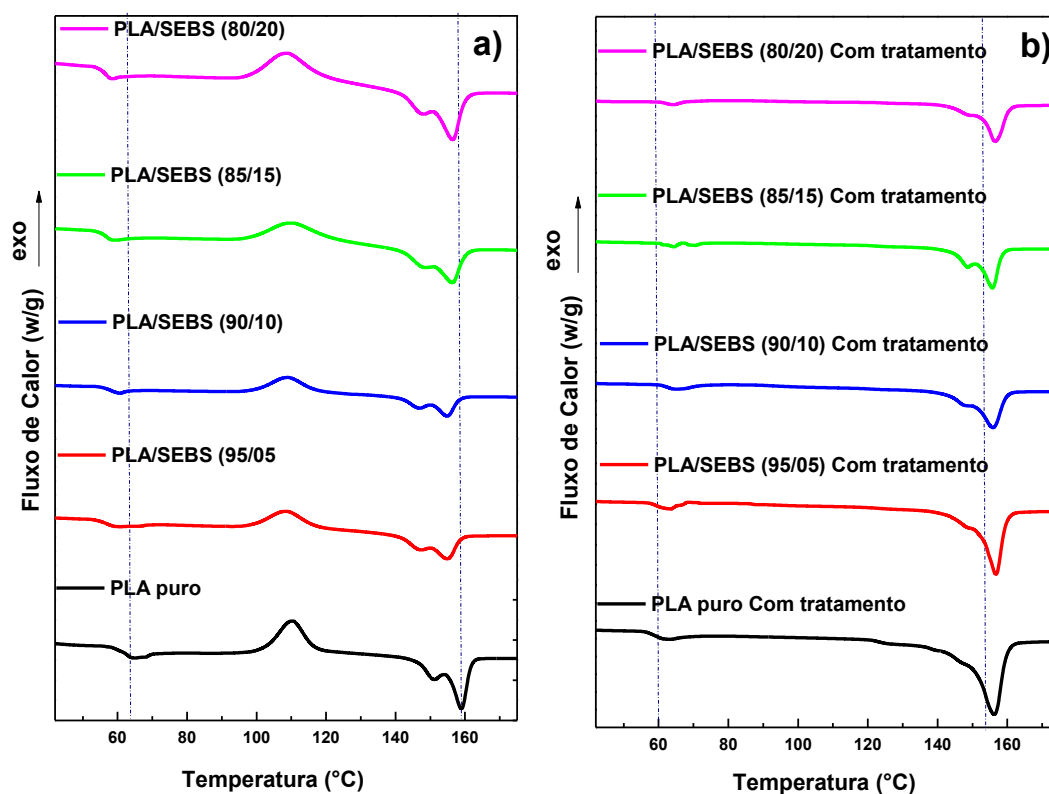 a)
PLA/SEBS (80/20)
PLA/SEBS (85/15)
PLA/SEBS (90/10)
PLA/SEBS (95/05
PLA puro
Fluxo de Calor (w/g)
exo
60 80 100 120 140 160
Temperatura (°C)
b)
PLA/SEBS (80/20) Com tratamento
PLA/SEBS (85/15) Com tratamento
PLA/SEBS (90/10) Com tratamento
PLA/SEBS (95/05) Com tratamento
PLA puro Com tratamento
Fluxo de Calor (w/g)
exo
60 80 100 120 140 160
Temperatura (°C)